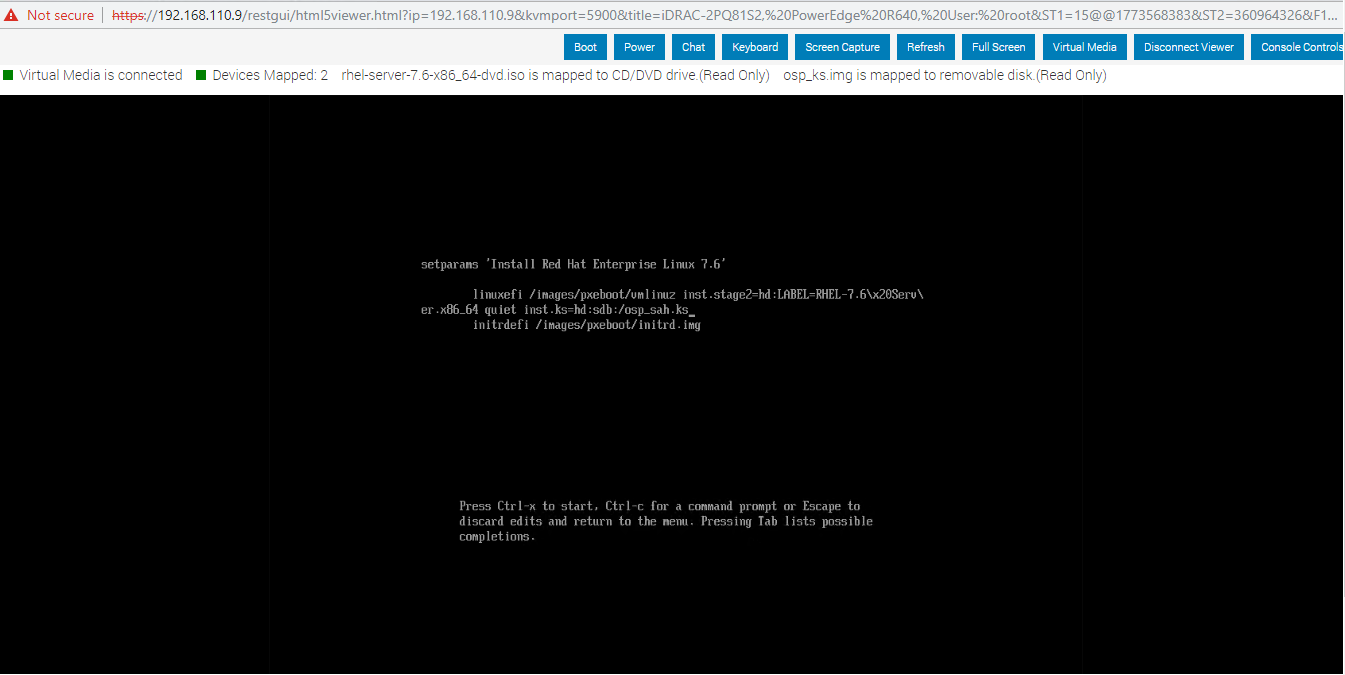 Not secure | https://192.168.110.9/restgui/html5viewer.html?ip=192.168.110.9&kvmport=5900&title=iDRAC-2PQ81S2,%20PowerEdge%20R640,%20User:%20root&ST1=15@@1773568383&ST2=360964326&F1...
Boot Power Chat Keyboard Screen Capture Refresh Full Screen Virtual Media Disconnect Viewer Console Controls
Virtual Media is connected Devices Mapped: 2 rhel-server-7.6-x86_64-dvd.iso is mapped to CD/DVD drive.(Read Only) osp_ks.img is mapped to removable disk.(Read Only)
setparams 'Install Red Hat Enterprise Linux 7.6'
linuxefi /images/pxeboot/vmlinuz inst.stage2=hd:LABEL=RHEL-7.6\x20Serv\
er.x86_64 quiet inst.ks=hd:sdb:/osp_sah.ks_
initrdefi /images/pxeboot/initrd.img
Press Ctrl-x to start, Ctrl-c for a command prompt or Escape to
discard edits and return to the menu. Pressing Tab lists possible
completions.